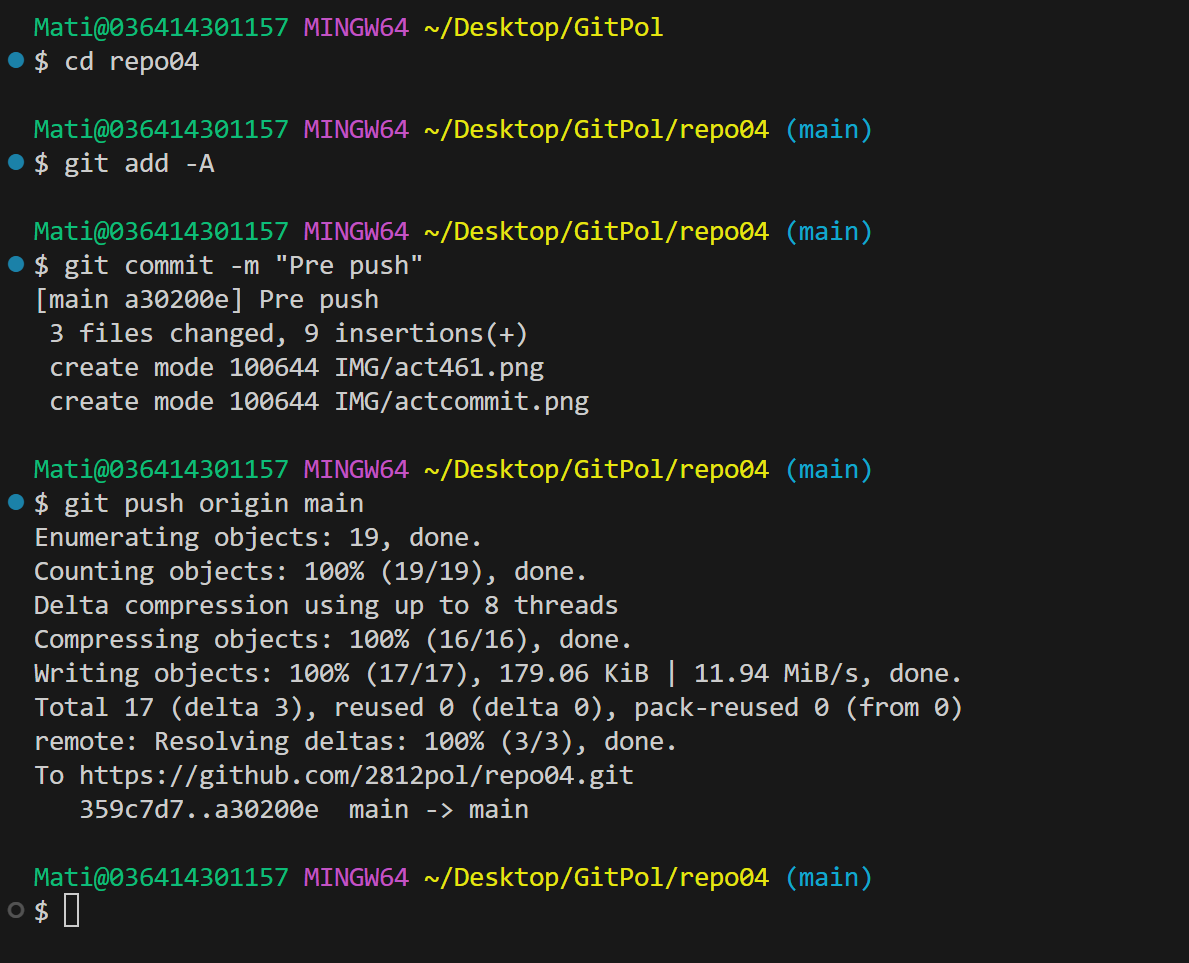 Mati@036414301157 MINGW64 ~/Desktop/GitPol
$ cd repo04
Mati@036414301157 MINGW64 ~/Desktop/GitPol/repo04 (main)
$ git add -A
Mati@036414301157 MINGW64 ~/Desktop/GitPol/repo04 (main)
$ git commit -m "Pre push"
[main a30200e] Pre push
 3 files changed, 9 insertions(+)
 create mode 100644 IMG/act461.png
 create mode 100644 IMG/actcommit.png
Mati@036414301157 MINGW64 ~/Desktop/GitPol/repo04 (main)
$ git push origin main
Enumerating objects: 19, done.
Counting objects: 100% (19/19), done.
Delta compression using up to 8 threads
Compressing objects: 100% (16/16), done.
Writing objects: 100% (17/17), 179.06 KiB | 11.94 MiB/s, done.
Total 17 (delta 3), reused 0 (delta 0), pack-reused 0 (from 0)
remote: Resolving deltas: 100% (3/3), done.
To https://github.com/2812pol/repo04.git
   359c7d7..a30200e  main -> main
Mati@036414301157 MINGW64 ~/Desktop/GitPol/repo04 (main)
$